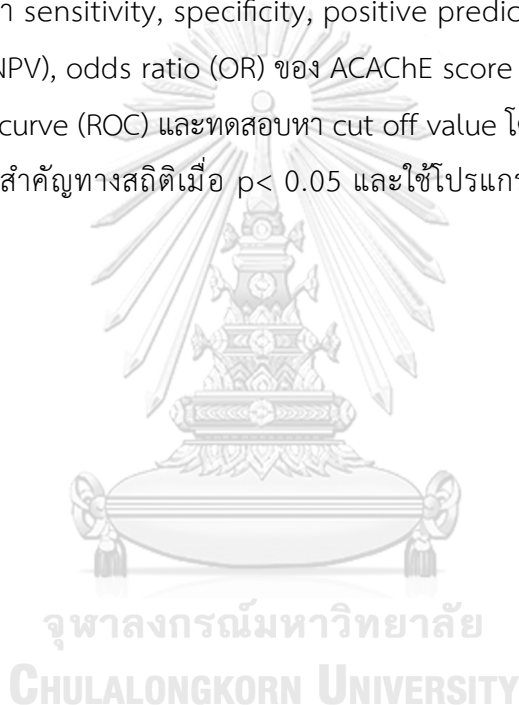 า sensitivity, specificity, positive predic
NPV), odds ratio (OR) ของ ACAChE score
curve (ROC) และทดสอบหา cut off value โด
สำคัญทางสถิติเมื่อ p< 0.05 และใช้โปรแกร
จุฬาลงกรณ์มหาวิทยาลัย
CHULALONGKORN UNIVERSITY